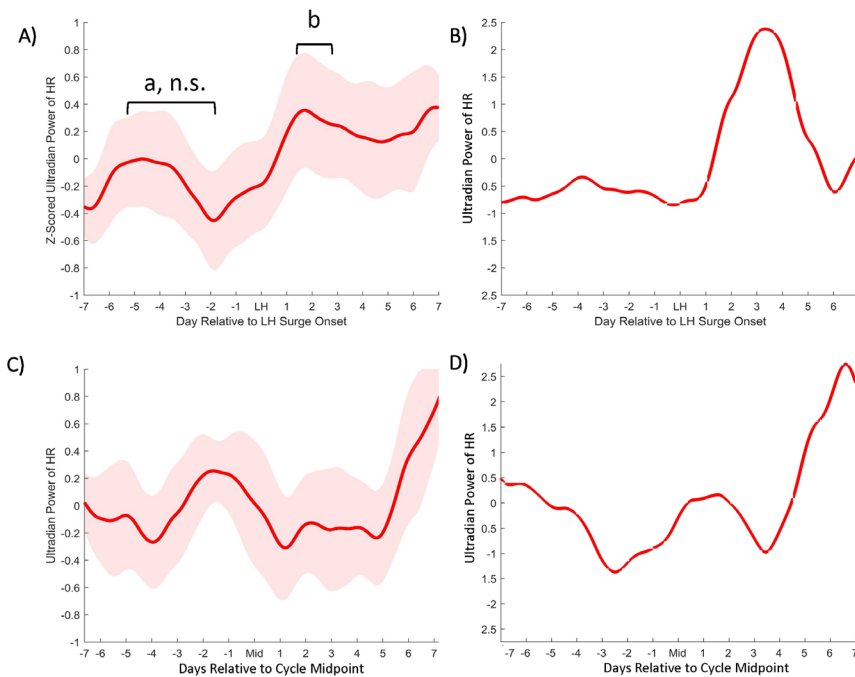 A)
a, n.s.
b
Z-Scored Ultradian Power of HR
1
0.8
0.6
0.4
0.2
0
-0.2
-0.4
-0.6
-0.8
-1
-7 -6 -5 -4 -3 -2 -1 LH 1 2 3 4 5 6 7
Day Relative to LH Surge Onset
B)
Ultradian Power of HR
2.5
2
1.5
1
0.5
0
0.5
-1
1.5
-2
2.5
-7 -6 -5 -4 -3 -2 -1 LH 1 2 3 4 5 6
Day Relative to LH Surge Onset
C)
Ultradian Power of HR
1
0.8
0.6
0.4
0.2
0
-0.2
-0.4
-0.6
-0.8
-1
-7 -6 -5 -4 -3 -2 -1 Mid 1 2 3 4 5 6 7
Days Relative to Cycle Midpoint
D)
Ultradian Power of HR
2.5
2
1.5
1
0.5
0
0.5
-1
1.5
-2
2.5
-7 -6 -5 -4 -3 -2 -1 Mid 1 2 3 4 5 6 7
Days Relative to Cycle Midpoint